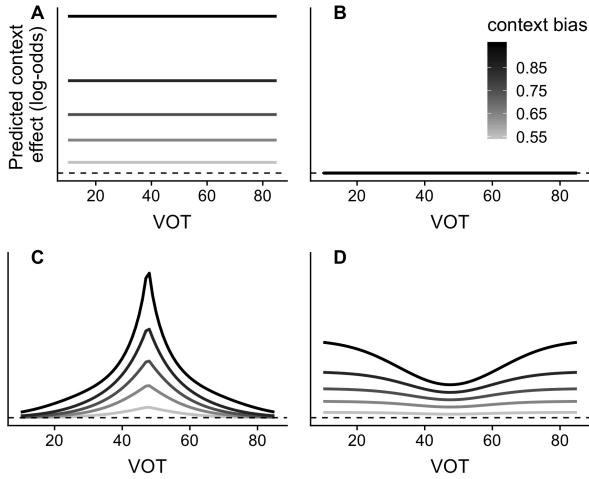 A
B
Predicted context
effect (log-odds)
context bias
0.85
0.75
0.65
0.55
20 40 60 80
20 40 60 80
VOT
VOT
C
D
20 40 60 80
20 40 60 80
VOT
VOT